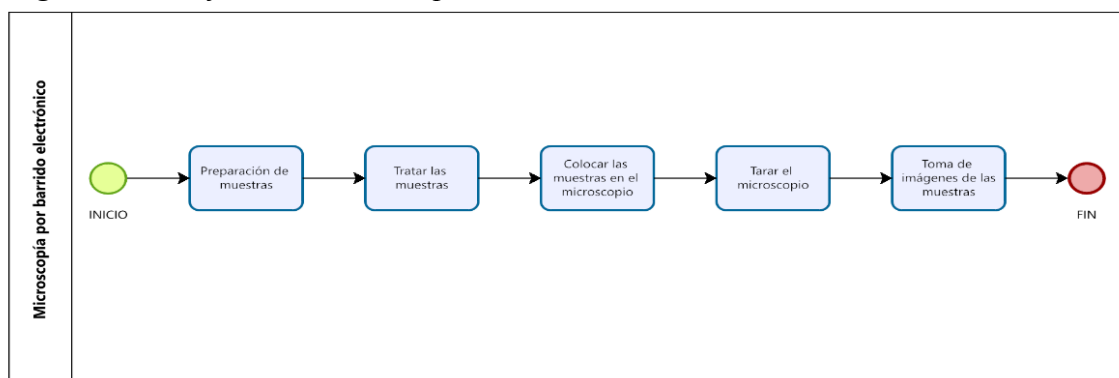 Microscopía por barrido electrónico
INICIO
Preparación de
muestras
Tratar las
muestras
Colocar las
muestras en el
microscopio
Tarar el
microscopio
Toma de
imágenes de las
muestras
FIN